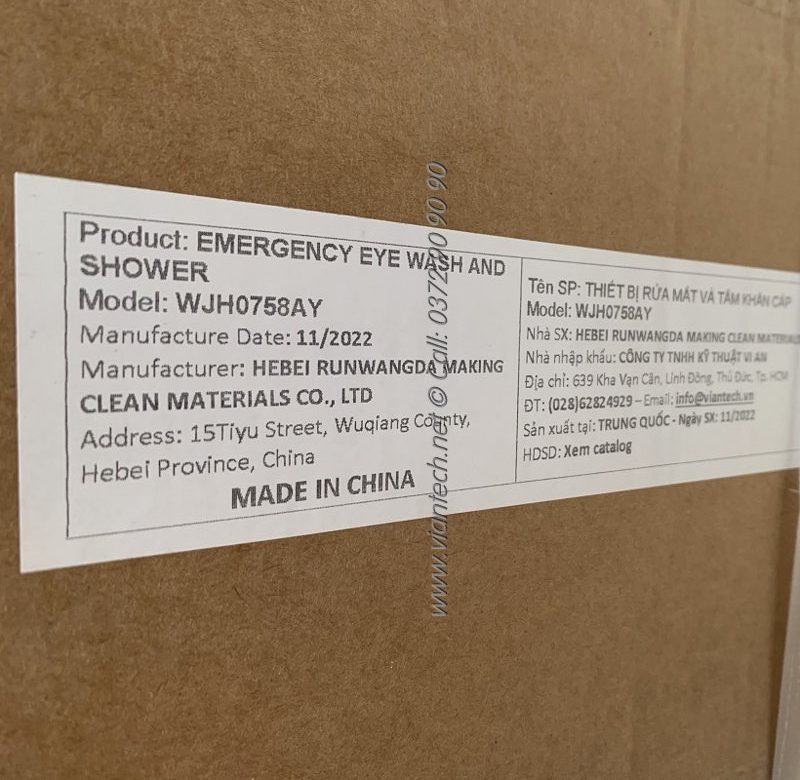 Product: EMERGENCY EYE WASH AND
SHOWER
Model: WJH0758AY
Manufacture Date: 11/2022
Manufacturer: HEBEI RUNWANGDA MAKING
CLEAN MATERIALS CO., LTD
Address: 15Tiyu Street, Wuqiang County,
Hebei Province, China
MADE IN CHINA
Tên SP: THIẾT BỊ RỬA MẮT VÀ TẮM KHẨN CẤP
Model: WJH0758AY
Nhà SX: HEBEI RUNWANGDA MAKING CLEAN MATERIALS
Nhà nhập khẩu: CÔNG TY TNHH KỸ THUẬT VI AN
Địa chỉ: 639 Kha Vạn Cân, Linh Đông, Thủ Đức, Tp. HCM
ĐT: (028)62824929 – Email: info@viantech.vn
Sản xuất tại: TRUNG QUỐC - Ngày SX: 11/2022
HDSD: Xem catalog
www.viantech.net © Call: 0372 90 90